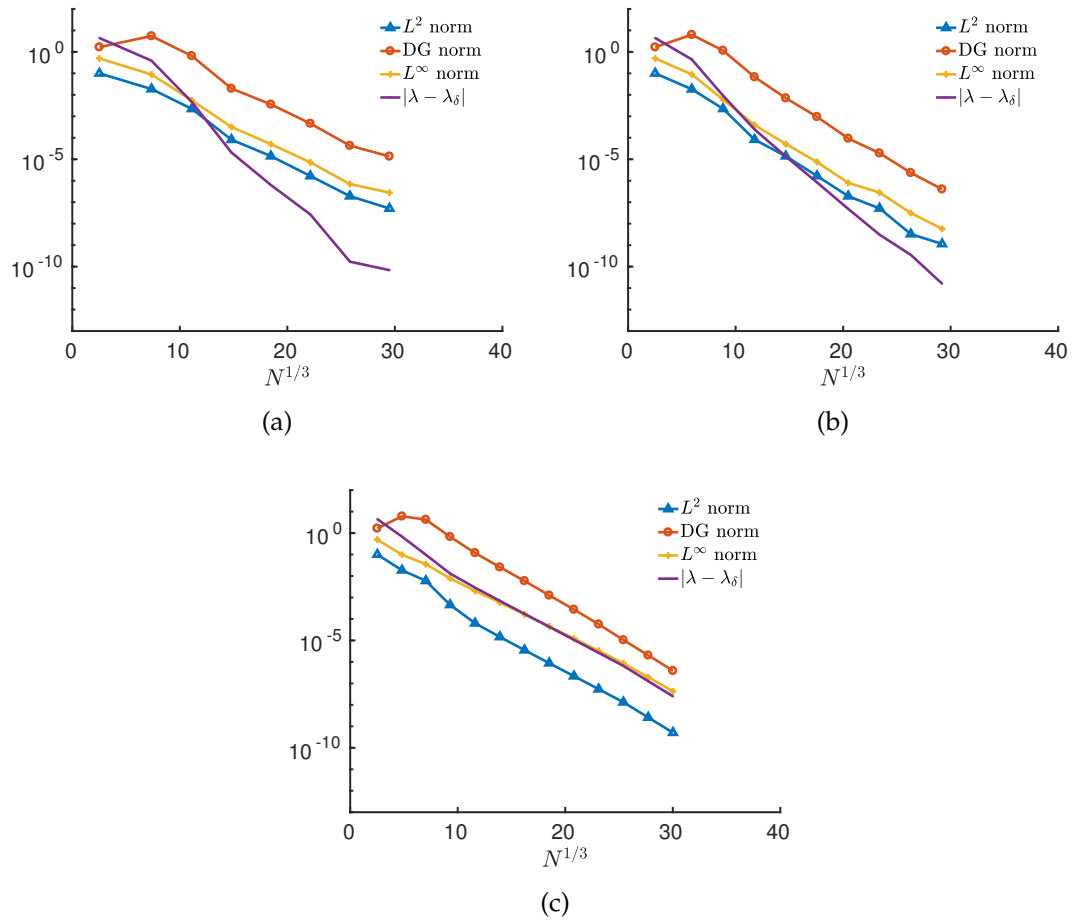 10^0
10^{-5}
10^{-10}
0 10 20 30 40
N^{1/3}
L^2 norm
DG norm
L^∞ norm
|λ − λ_δ|
(a)
10^0
10^{-5}
10^{-10}
0 10 20 30 40
N^{1/3}
L^2 norm
DG norm
L^∞ norm
|λ − λ_δ|
(b)
10^0
10^{-5}
10^{-10}
0 10 20 30 40
N^{1/3}
L^2 norm
DG norm
L^∞ norm
|λ − λ_δ|
(c)